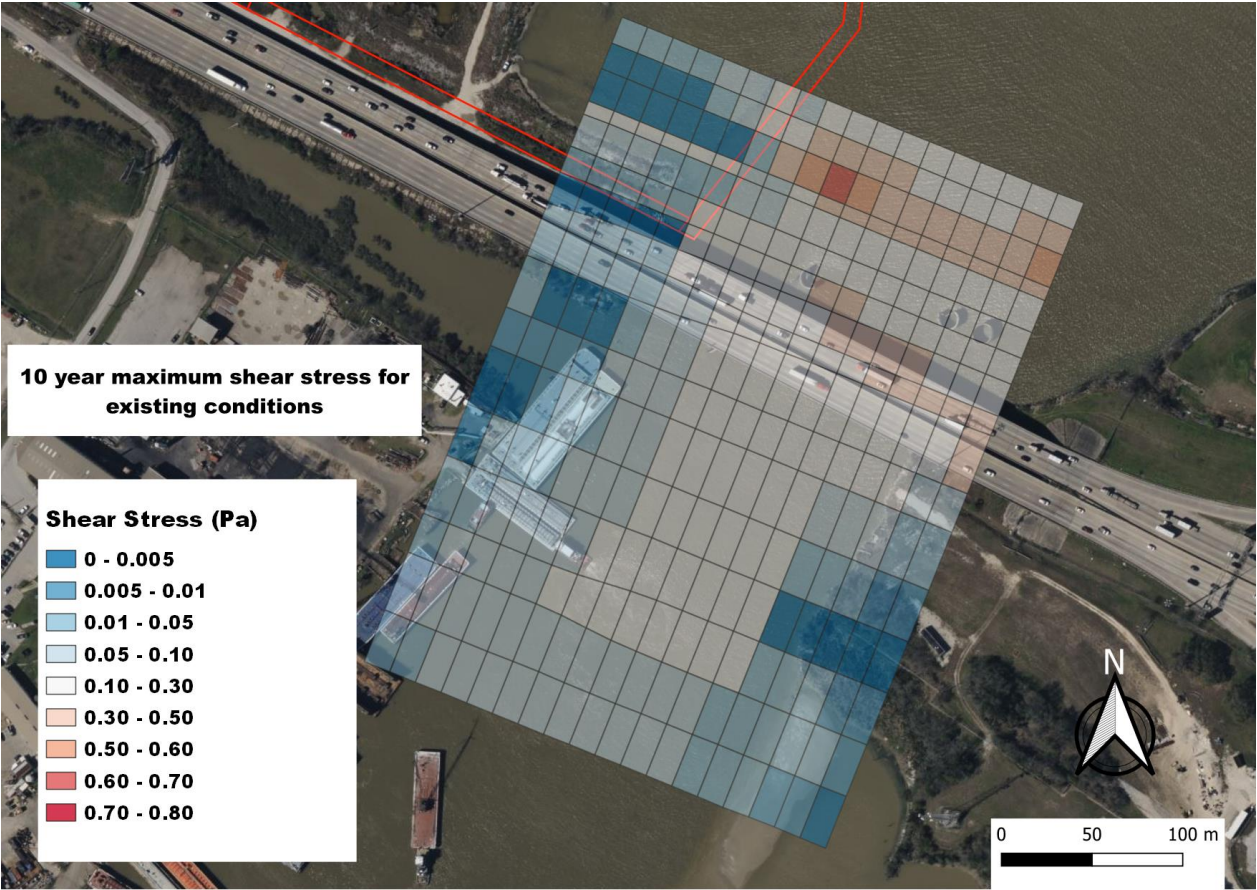 10 year maximum shear stress for
existing conditions
Shear Stress (Pa)
0 - 0.005
0.005 - 0.01
0.01 - 0.05
0.05 - 0.10
0.10 - 0.30
0.30 - 0.50
0.50 - 0.60
0.60 - 0.70
0.70 - 0.80
N
0 50 100 m